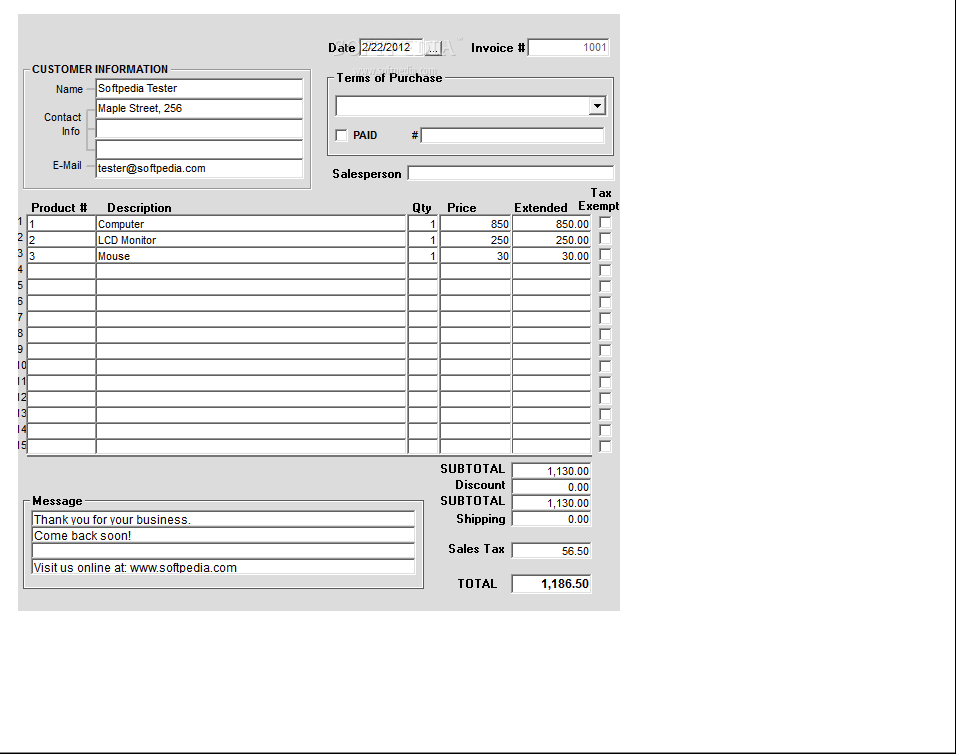 Date 2/22/2012 ... Invoice # 1001
CUSTOMER INFORMATION
Name Softpedia Tester
Contact Info Maple Street, 256
E-Mail tester@softpedia.com
Terms of Purchase
PAID #
Salesperson
Product # Description Qty Price Extended Tax Exempt
1 1 Computer 1 850 850.00
2 2 LCD Monitor 1 250 250.00
3 3 Mouse 1 30 30.00
4
5
6
7
8
9
10
11
12
13
14
15
SUBTOTAL 1,130.00
Discount 0.00
SUBTOTAL 1,130.00
Shipping 0.00
Sales Tax 56.50
TOTAL 1,186.50
Message
Thank you for your business.
Come back soon!
Visit us online at: www.softpedia.com